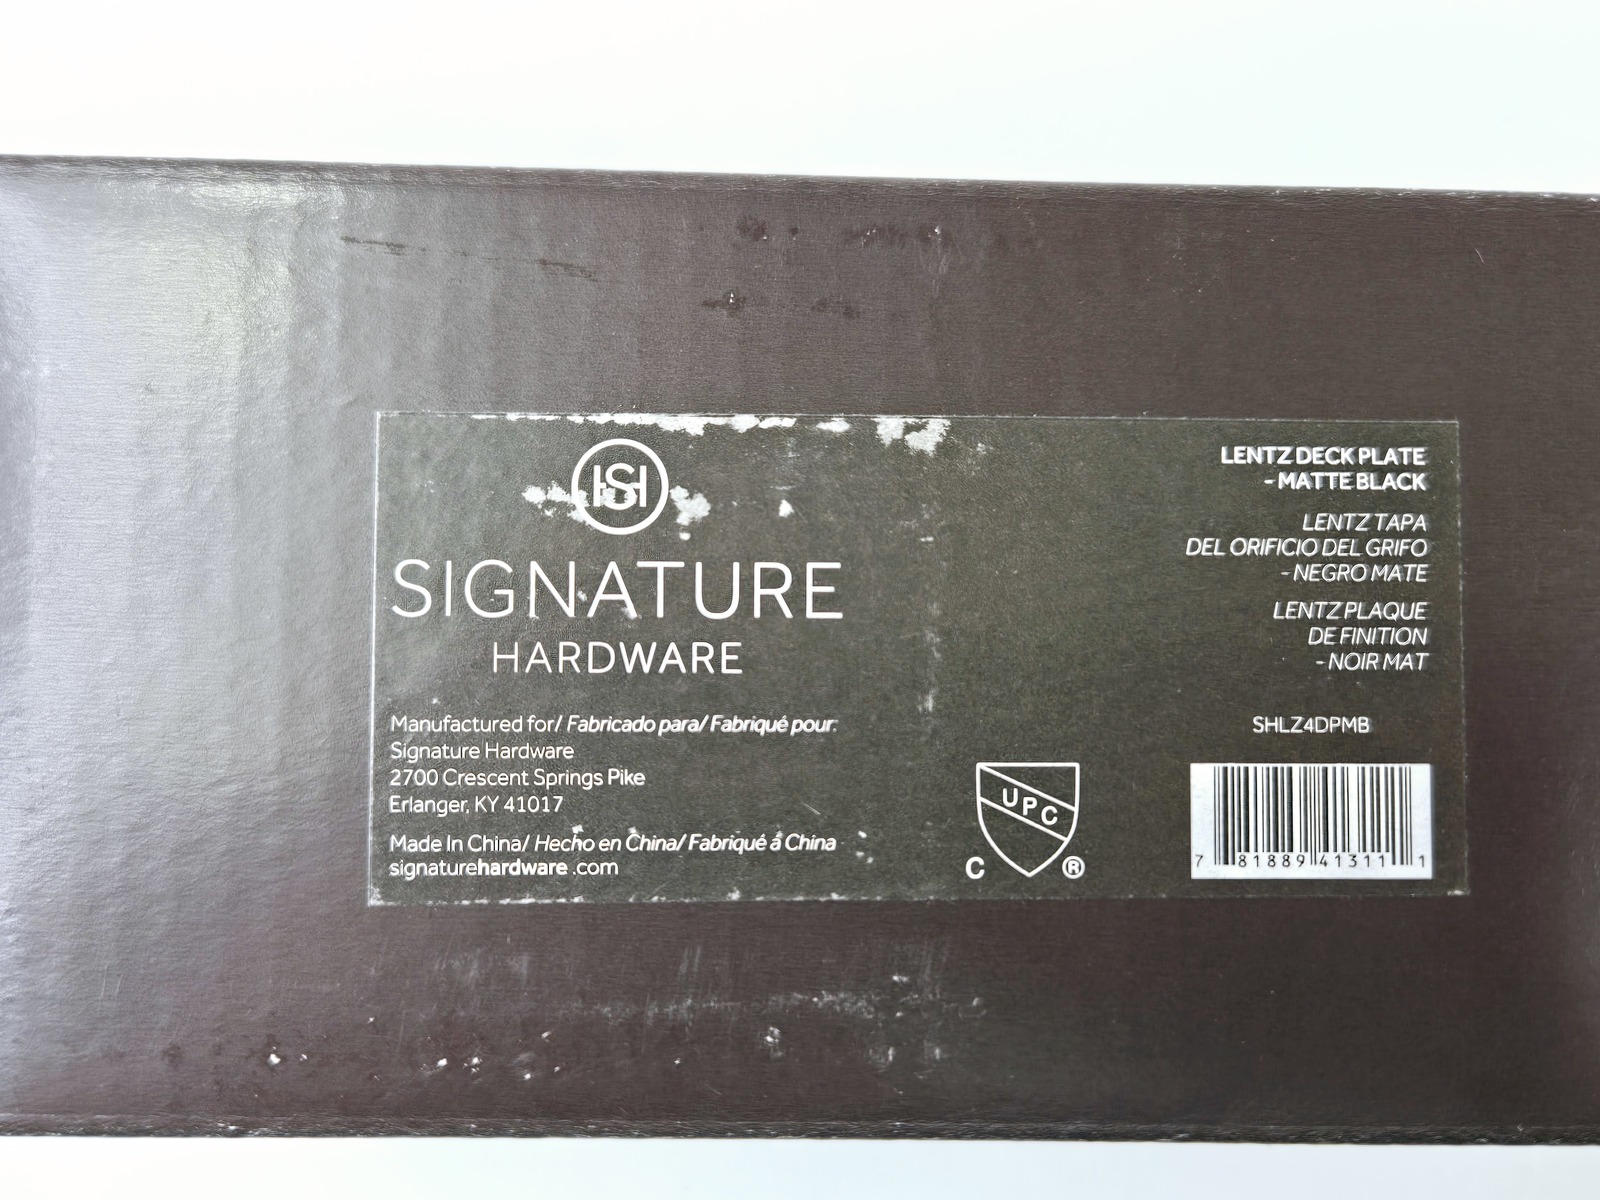 HSH
SIGNATURE
HARDWARE
Manufactured for/ Fabricado para/ Fabriqué pour:
Signature Hardware
2700 Crescent Springs Pike
Erlanger, KY 41017
Made In China/ Hecho en China/ Fabriqué á China
signaturehardware .com
UPC
C ®
LENTZ DECK PLATE
- MATTE BLACK
LENTZ TAPA
DEL ORIFICIO DEL GRIFO
- NEGRO MATE
LENTZ PLAQUE
DE FINITION
- NOIR MAT
SHLZ4DPMB
7 81889 41311 1